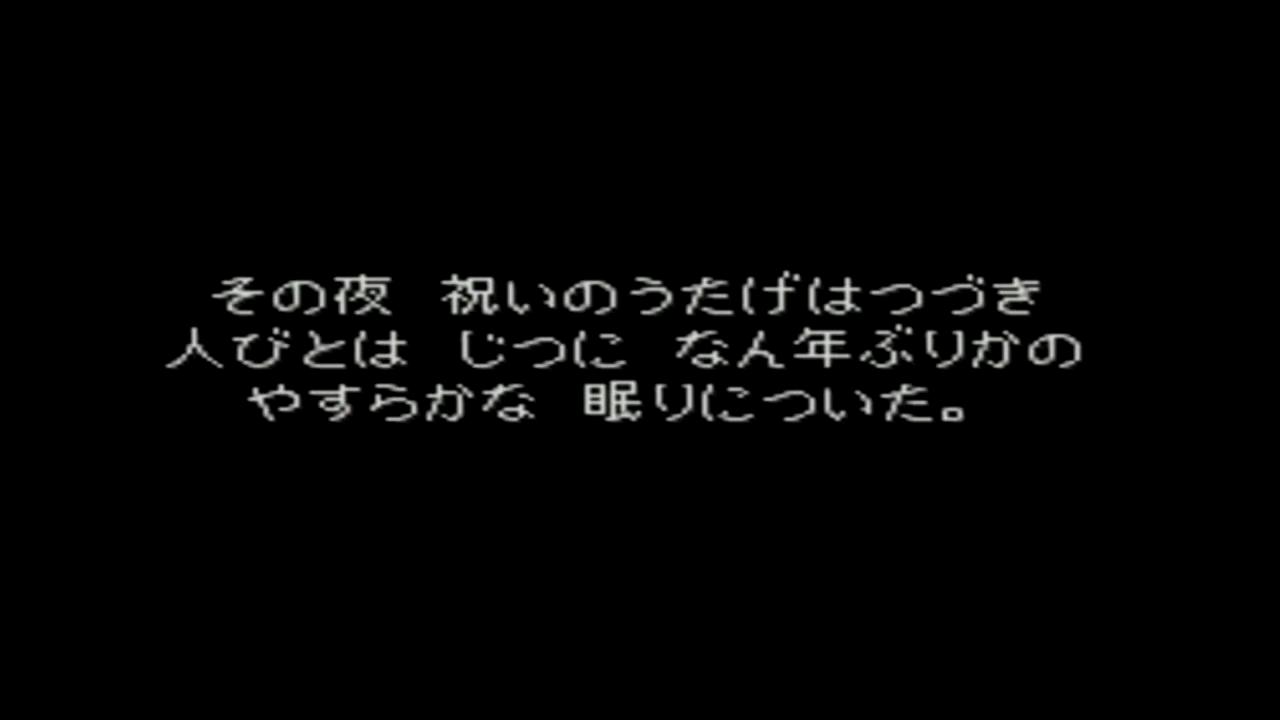 その夜　祝いのうたげはつづき
人びとは　じつに　なん年ぶりかの
やすらかな　眠りについた。